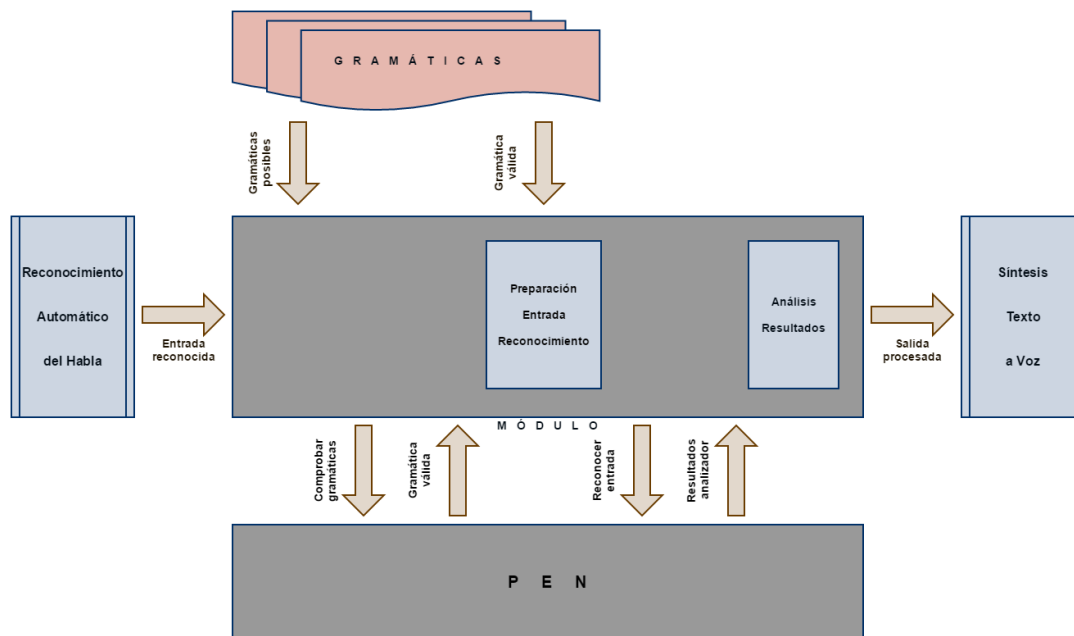 G R A M Á T I C A S
Gramáticas
posibles
Gramática
válida
Reconocimiento
Automático
del Habla
Entrada
reconocida
Preparación
Entrada
Reconocimiento
Análisis
Resultados
Salida
procesada
Síntesis
Texto
a Voz
M Ó D U L O
Comprobar
gramáticas
Gramática
válida
Reconocer
entrada
Resultados
analizador
P E N